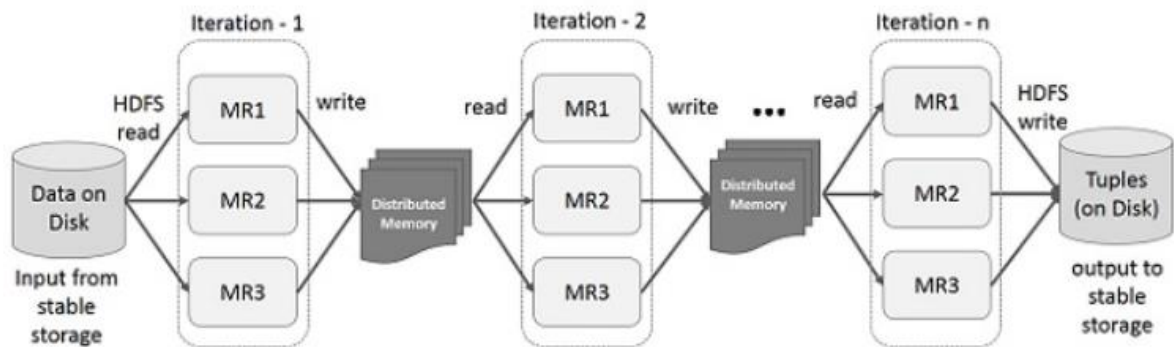 Iteration - 1
Iteration - 2
Iteration - n
HDFS
read
MR1
write
read
MR1
write
...
read
MR1
HDFS
write
Data on
Disk
MR2
Distributed
Memory
MR2
Distributed
Memory
MR2
Tuples
(on Disk)
Input from
stable
storage
MR3
MR3
MR3
output to
stable
storage